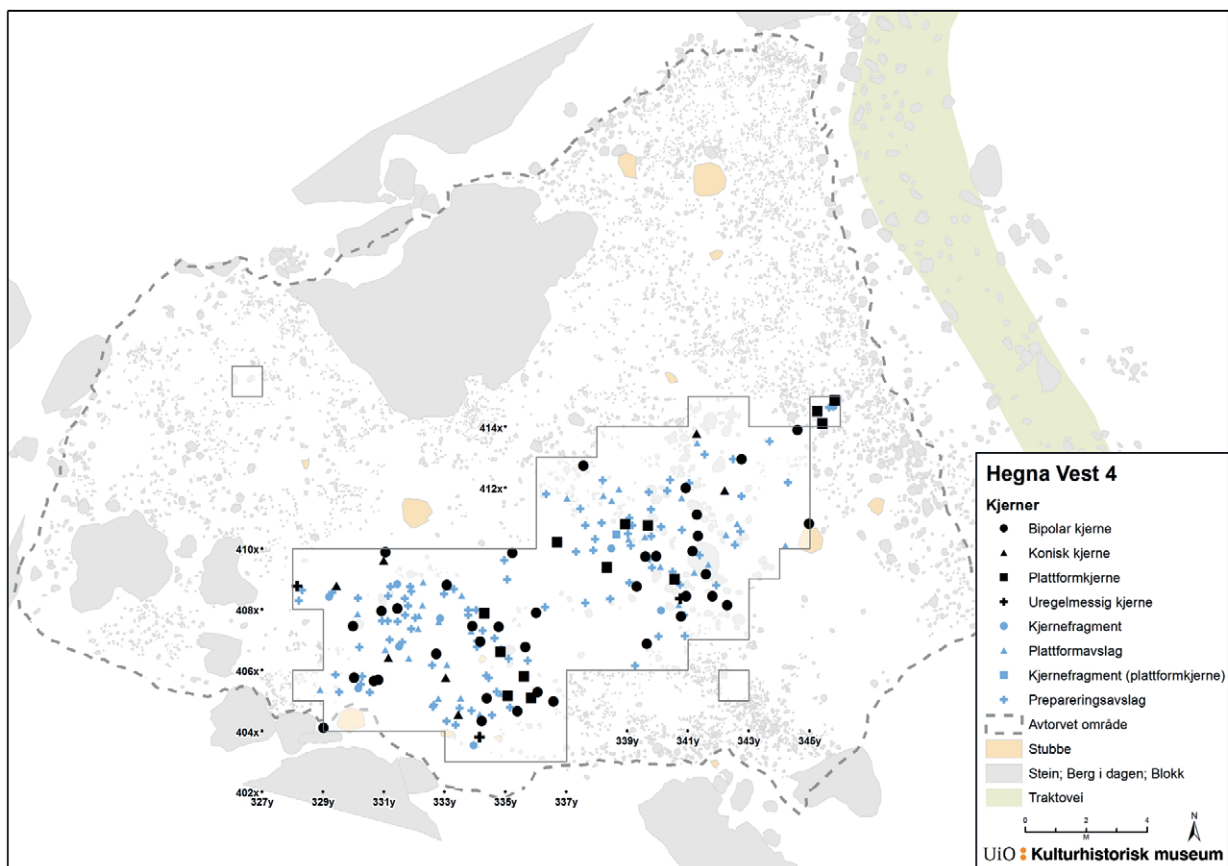 414x
412x
410x
408x
406x
404x
402x
339y 341y 343y 345y
327y 329y 331y 333y 335y 337y
Hegna Vest 4
Kjerner
Bipolar kjerne
Konisk kjerne
Plattformkjerne
Uregelmessig kjerne
Kjernefragment
Plattformavslag
Kjernefragment (plattformkjerne)
Prepareringsavslag
Avtorvet område
Stubbe
Stein; Berg i dagen; Blokk
Traktovei
0 2 4
M
N
UiO Kulturhistorisk museum